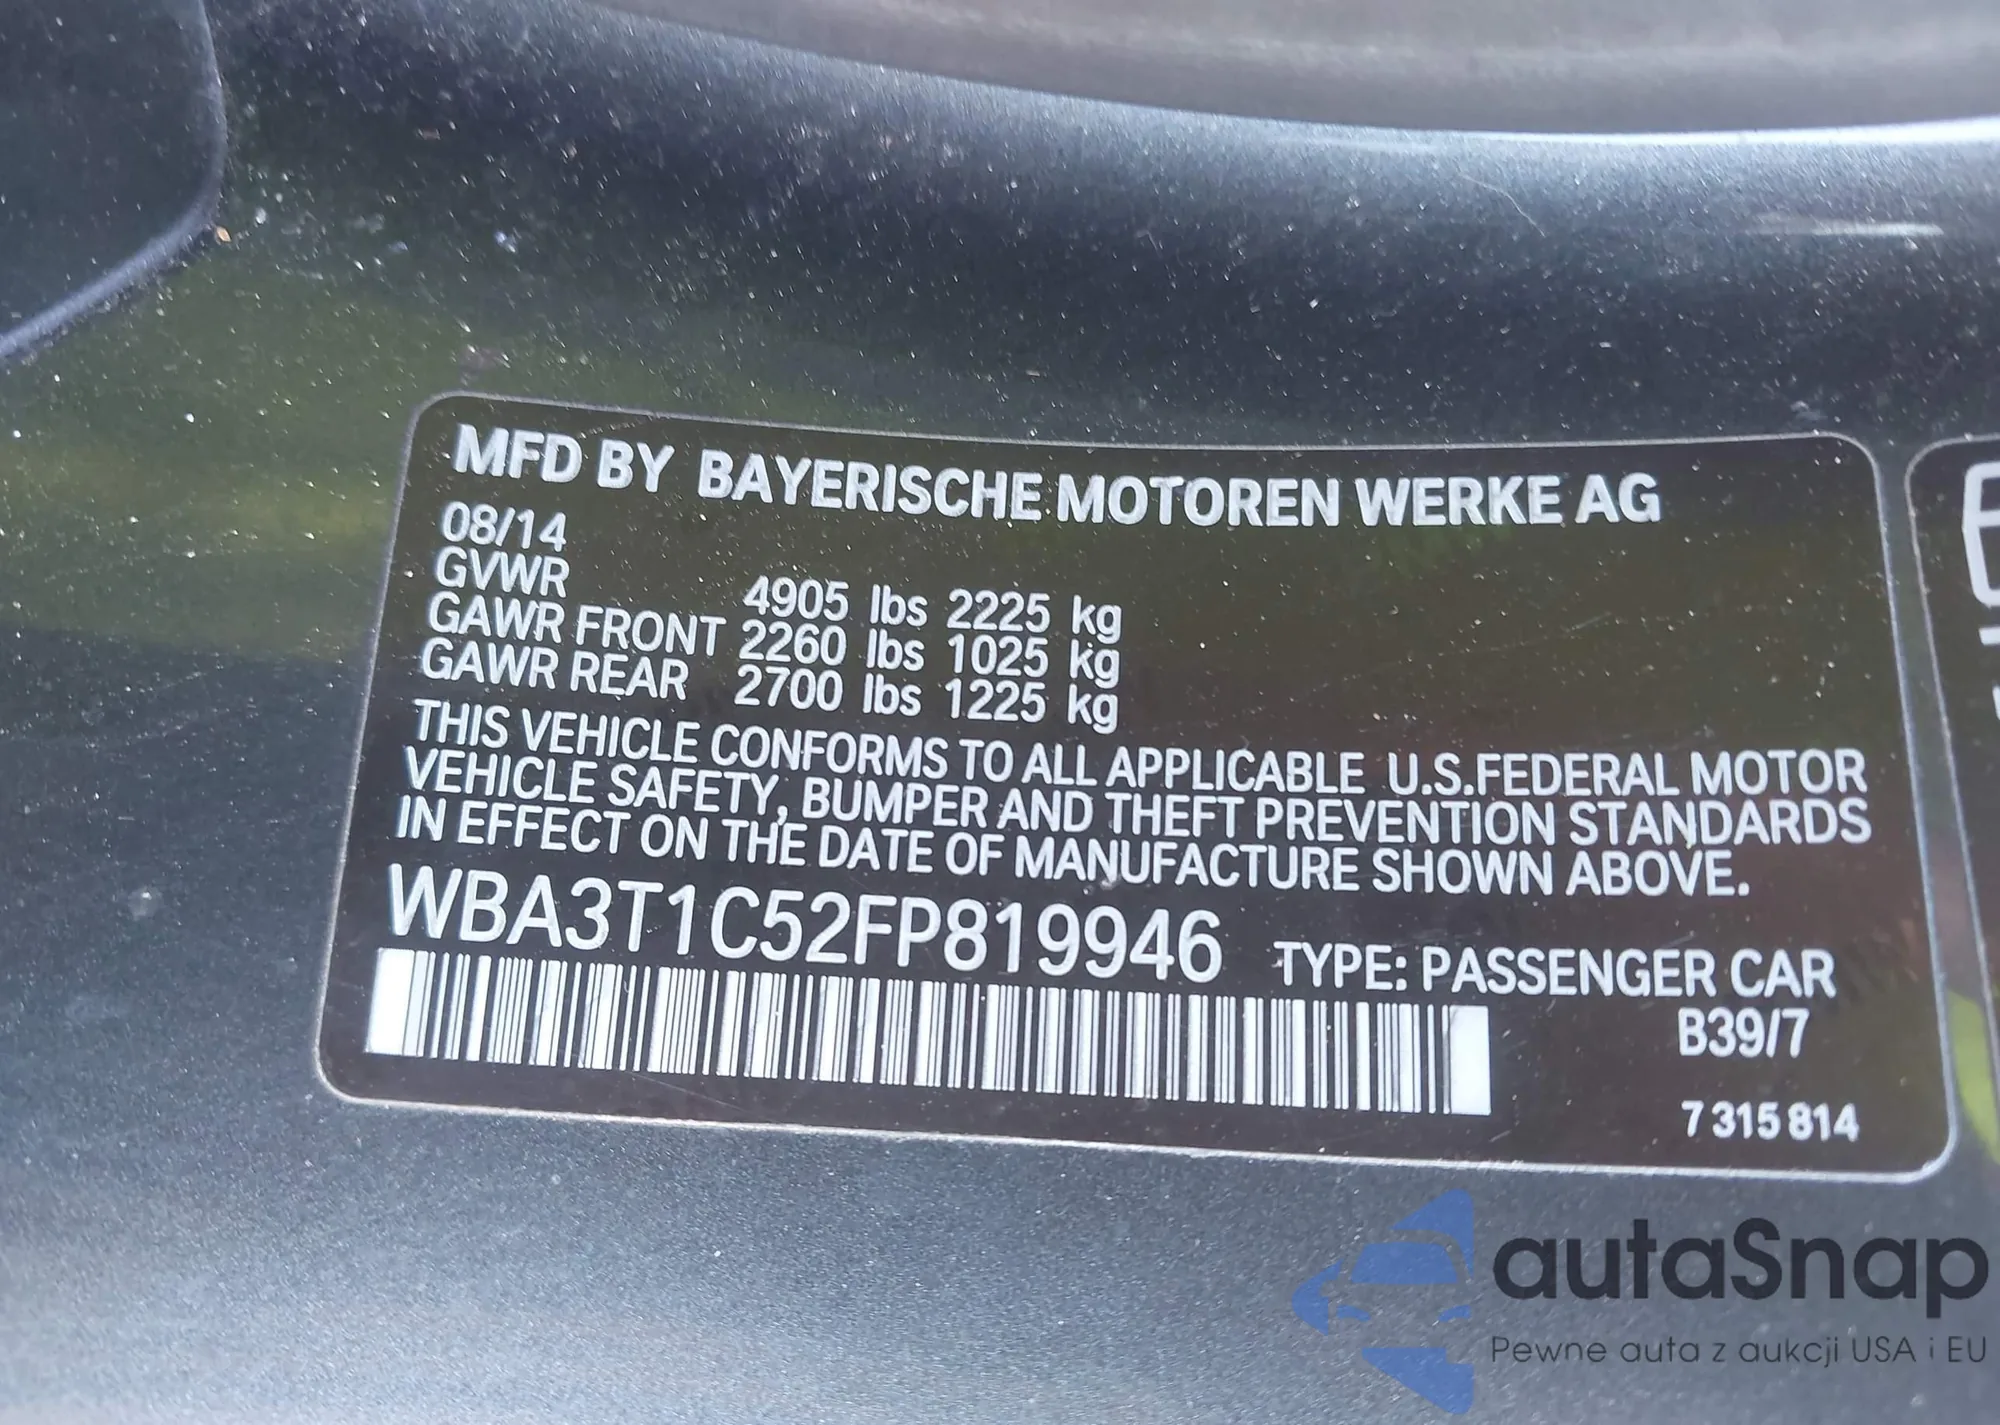 MFD BY BAYERISCHE MOTOREN WERKE AG
08/14
GVWR 4905 lbs 2225 kg
GAWR FRONT 2260 lbs 1025 kg
GAWR REAR 2700 lbs 1225 kg
THIS VEHICLE CONFORMS TO ALL APPLICABLE U.S.FEDERAL MOTOR
VEHICLE SAFETY, BUMPER AND THEFT PREVENTION STANDARDS
IN EFFECT ON THE DATE OF MANUFACTURE SHOWN ABOVE.
WBA3T1C52FP819946 TYPE: PASSENGER CAR
B39/7
7 315 814
autaSnap
Pewne auta z aukcji USA i EU